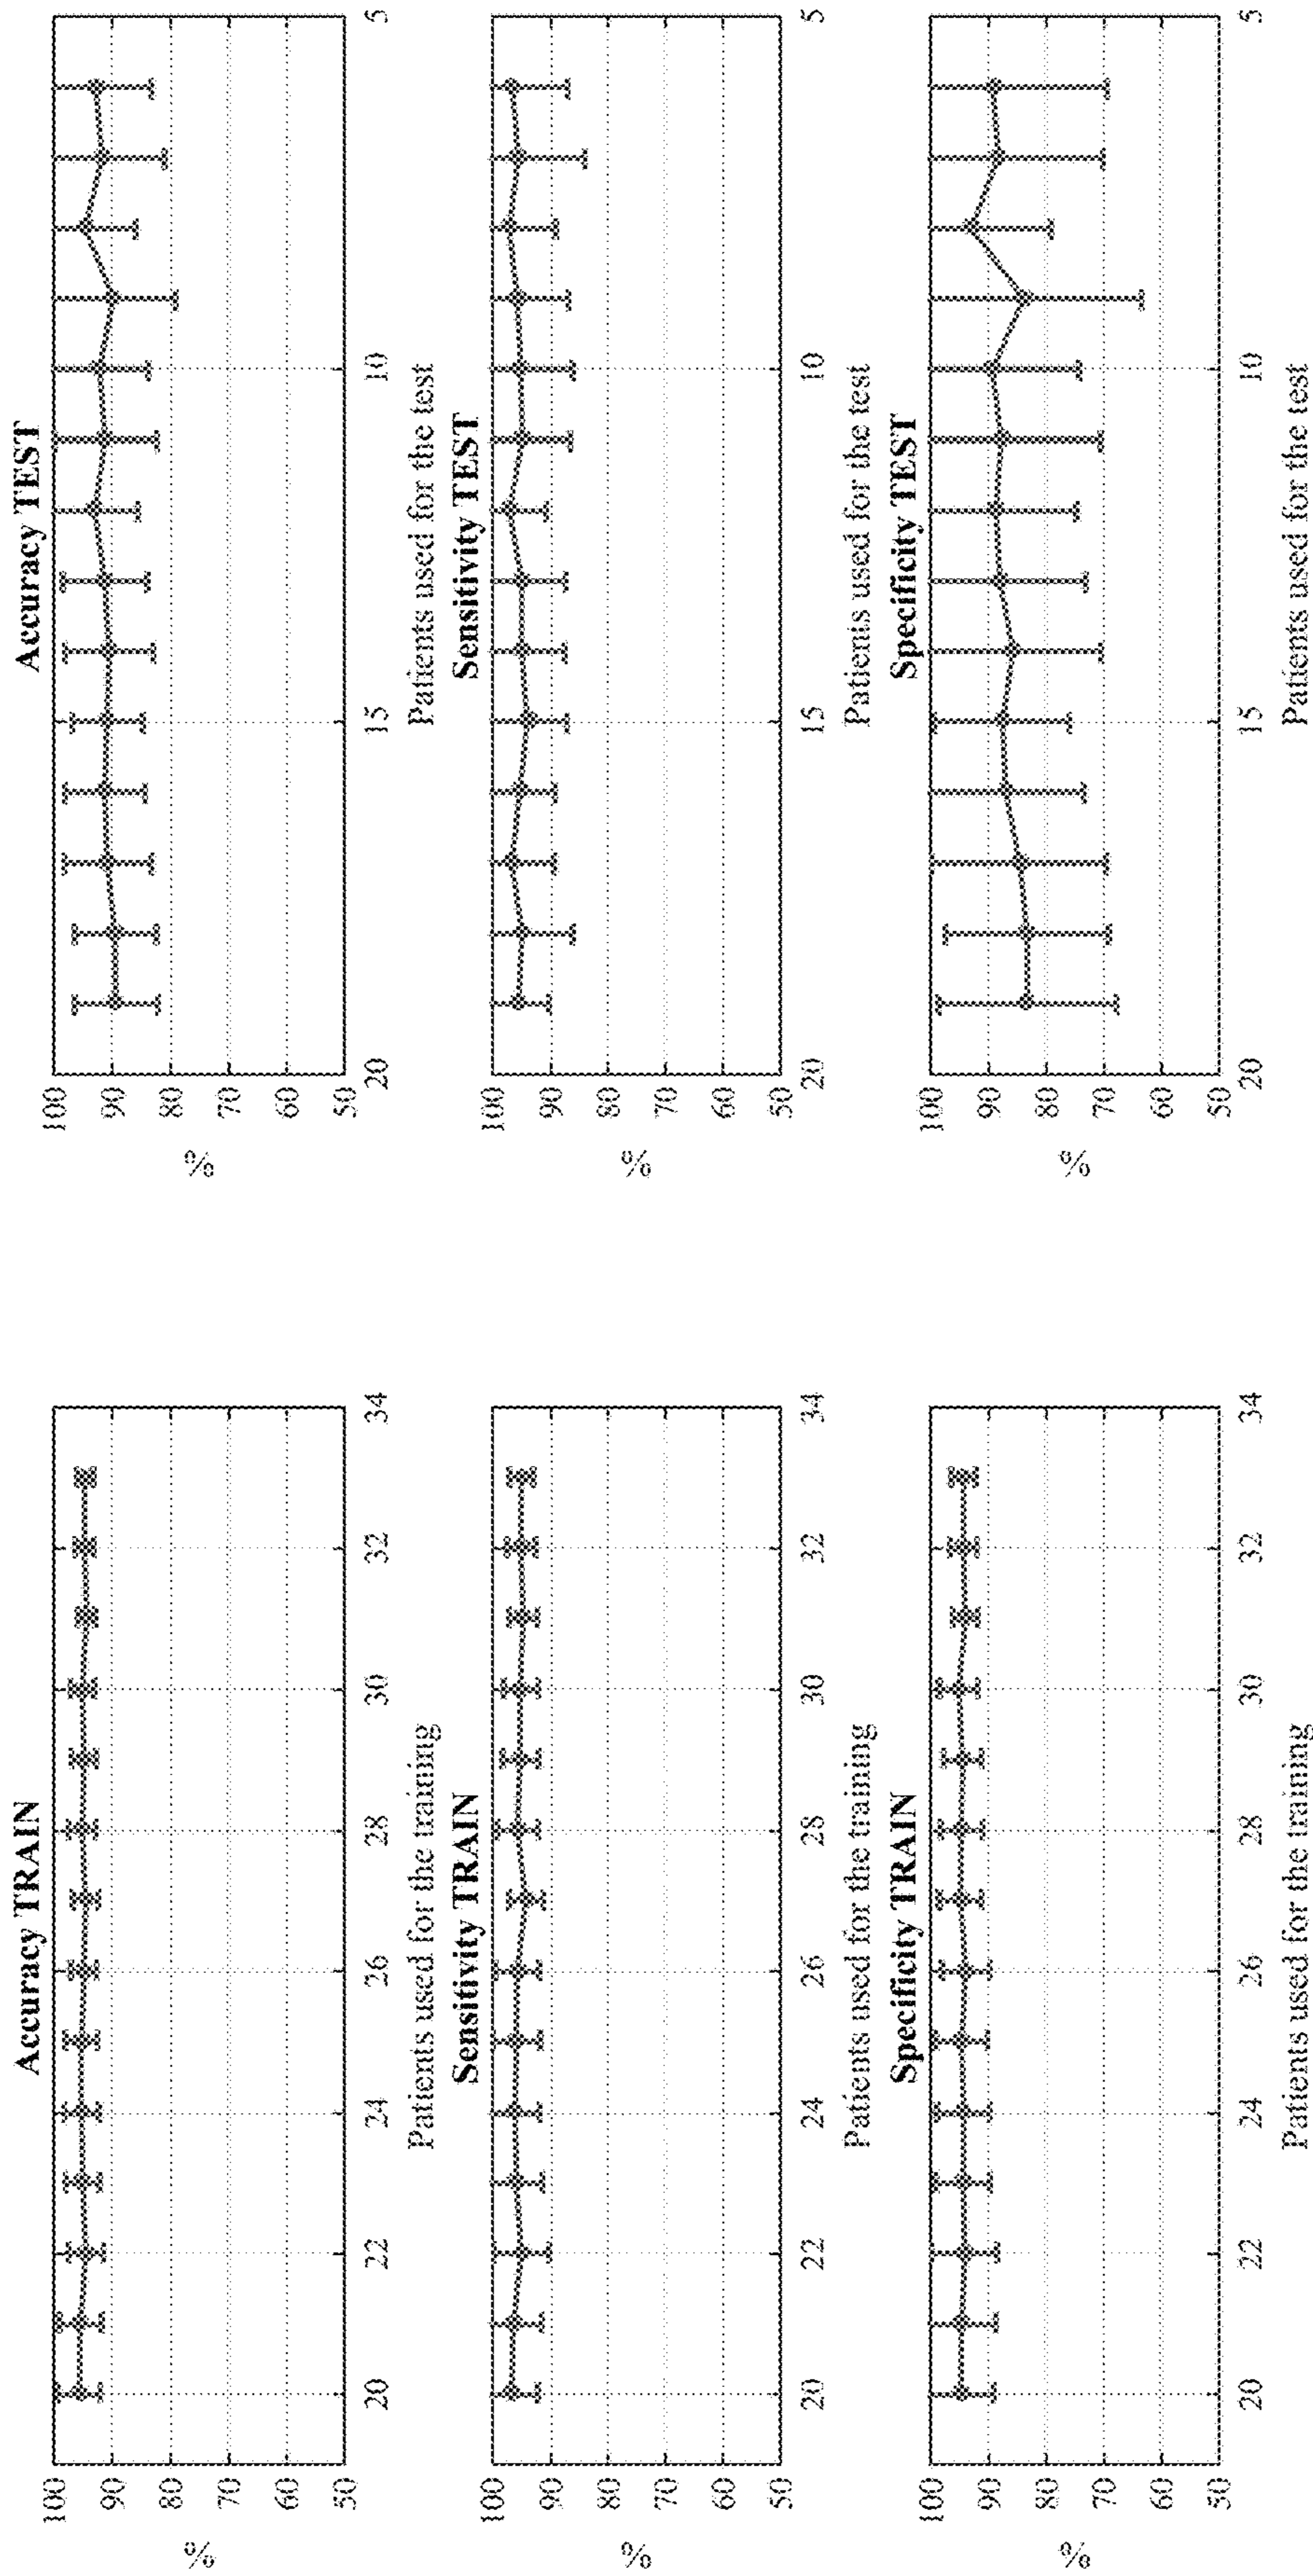 Accuracy TRAIN
100
90
80
70
60
50
%
20 22 24 26 28 30 32 34
Patients used for the training
Accuracy TEST
100
90
80
70
60
50
%
20 15 10 5
Patients used for the test
Sensitivity TRAIN
100
90
80
70
60
50
%
20 22 24 26 28 30 32 34
Patients used for the training
Sensitivity TEST
100
90
80
70
60
50
%
20 15 10 5
Patients used for the test
Specificity TRAIN
100
90
80
70
60
50
%
20 22 24 26 28 30 32 34
Patients used for the training
Specificity TEST
100
90
80
70
60
50
%
20 15 10 5
Patients used for the test